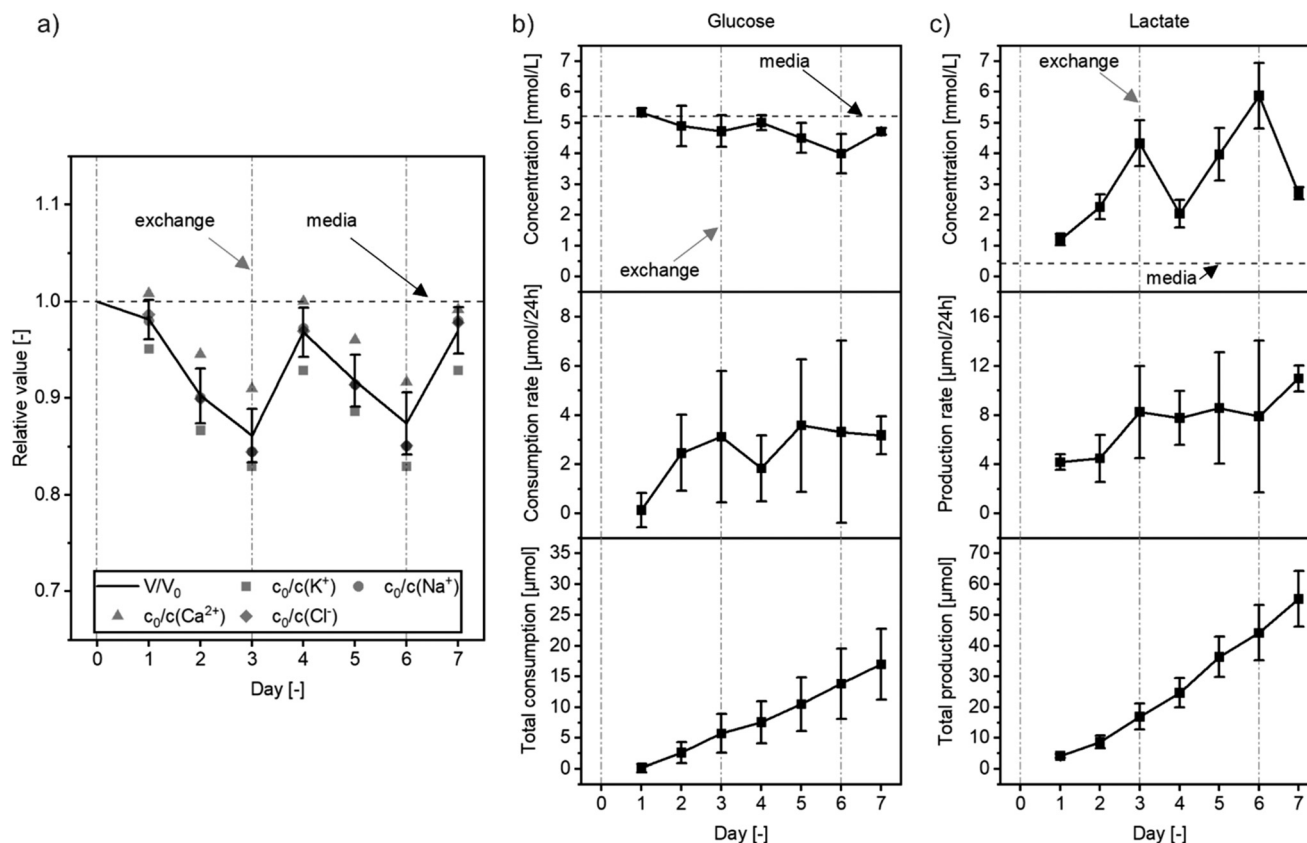 a)
Relative value [-]
1.1
1.0
0.9
0.8
0.7
exchange
media
V/V₀
c₀/c(K⁺)
c₀/c(Na⁺)
c₀/c(Ca²⁺)
c₀/c(Cl⁻)
0 1 2 3 4 5 6 7
Day [-]
b)
Glucose
Concentration [mmol/L]
7
6
5
4
3
2
1
0
media
exchange
Consumption rate [µmol/24h]
8
6
4
2
0
Total consumption [µmol]
35
30
25
20
15
10
5
0
0 1 2 3 4 5 6 7
Day [-]
c)
Lactate
Concentration [mmol/L]
7
6
5
4
3
2
1
0
exchange
media
Production rate [µmol/24h]
16
12
8
4
0
Total production [µmol]
70
60
50
40
30
20
10
0
0 1 2 3 4 5 6 7
Day [-]